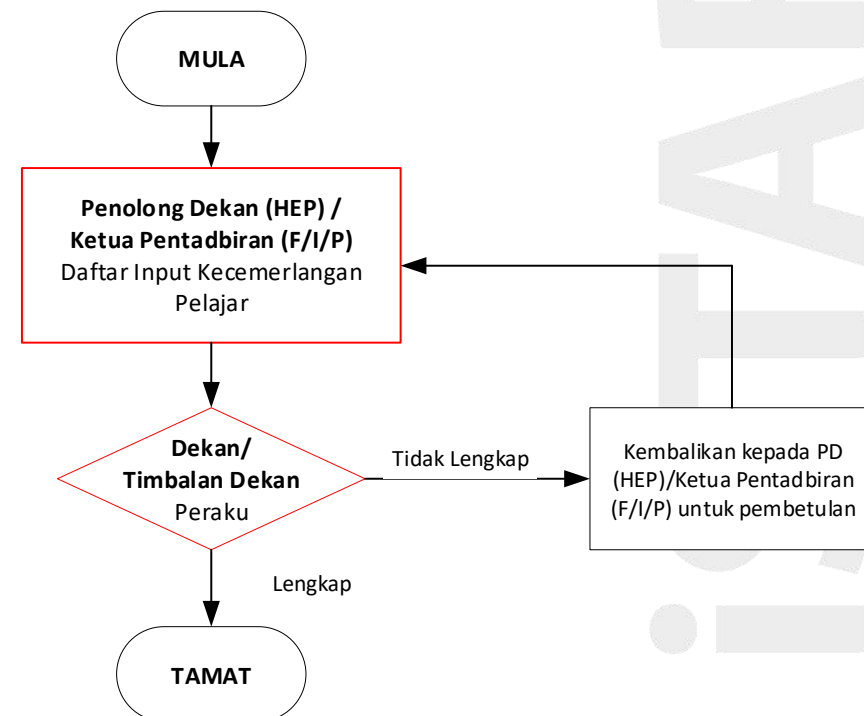 MULA
Penolong Dekan (HEP) /
Ketua Pentadbiran (F/I/P)
Daftar Input Kecemerlangan
Pelajar
Dekan/
Timbalan Dekan
Peraku
Tidak Lengkap
Kembalikan kepada PD
(HEP)/Ketua Pentadbiran
(F/I/P) untuk pembetulan
Lengkap
TAMAT